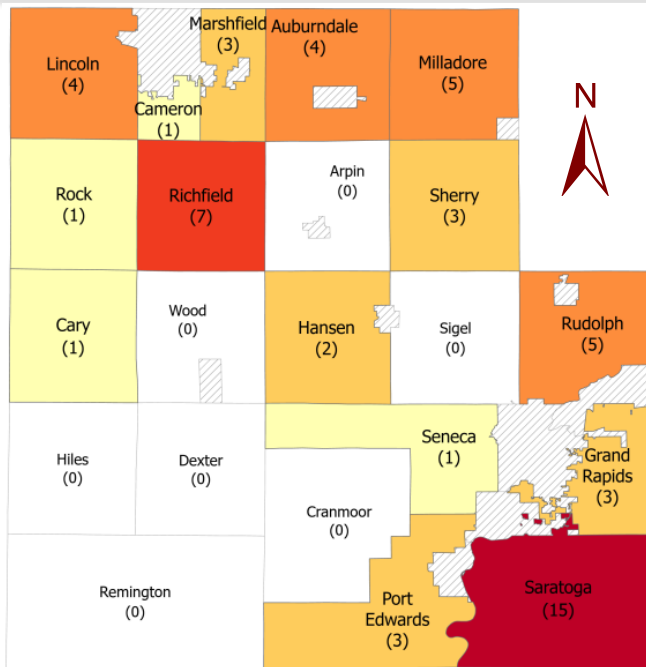 Marshfield
(3)
Auburndale
(4)
Lincoln
(4)
Milladore
(5)
Cameron
(1)
N
Rock
(1)
Richfield
(7)
Arpin
(0)
Sherry
(3)
Cary
(1)
Wood
(0)
Hansen
(2)
Sigel
(0)
Rudolph
(5)
Hiles
(0)
Dexter
(0)
Seneca
(1)
Grand
Rapids
(3)
Cranmoor
(0)
Remington
(0)
Port
Edwards
(3)
Saratoga
(15)